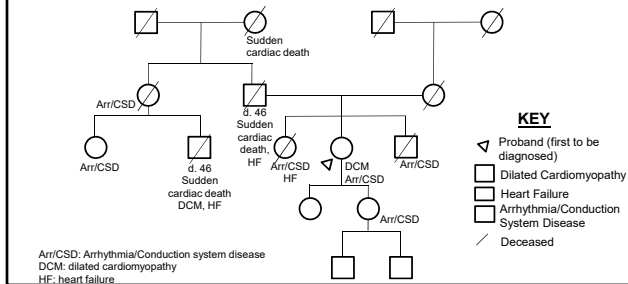 Sudden
cardiac death
Arr/CSD
d. 46
Sudden
cardiac
death,
HF
Arr/CSD
d. 46
Sudden
cardiac death
DCM, HF
Arr/CSD
HF
DCM
Arr/CSD
Arr/CSD
Arr/CSD
KEY
Proband (first to be
diagnosed)
Dilated Cardiomyopathy
Heart Failure
Arrhythmia/Conduction
System Disease
Deceased
Arr/CSD: Arrhythmia/Conduction system disease
DCM: dilated cardiomyopathy
HF: heart failure